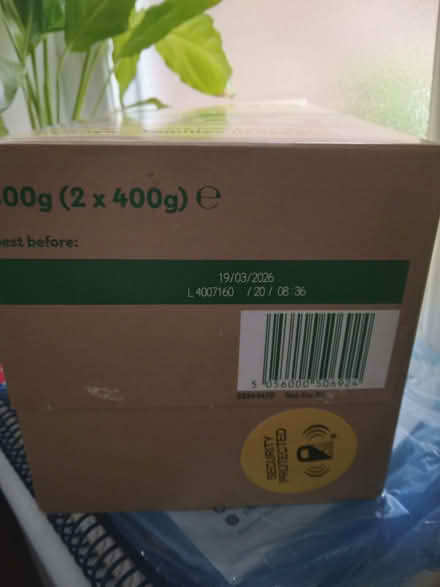 00g (2 x 400g) ℮
est before:
19/03/2026
L4007160 /20/ 08:36
5 056000 506924
SECURITY
PROTECTED